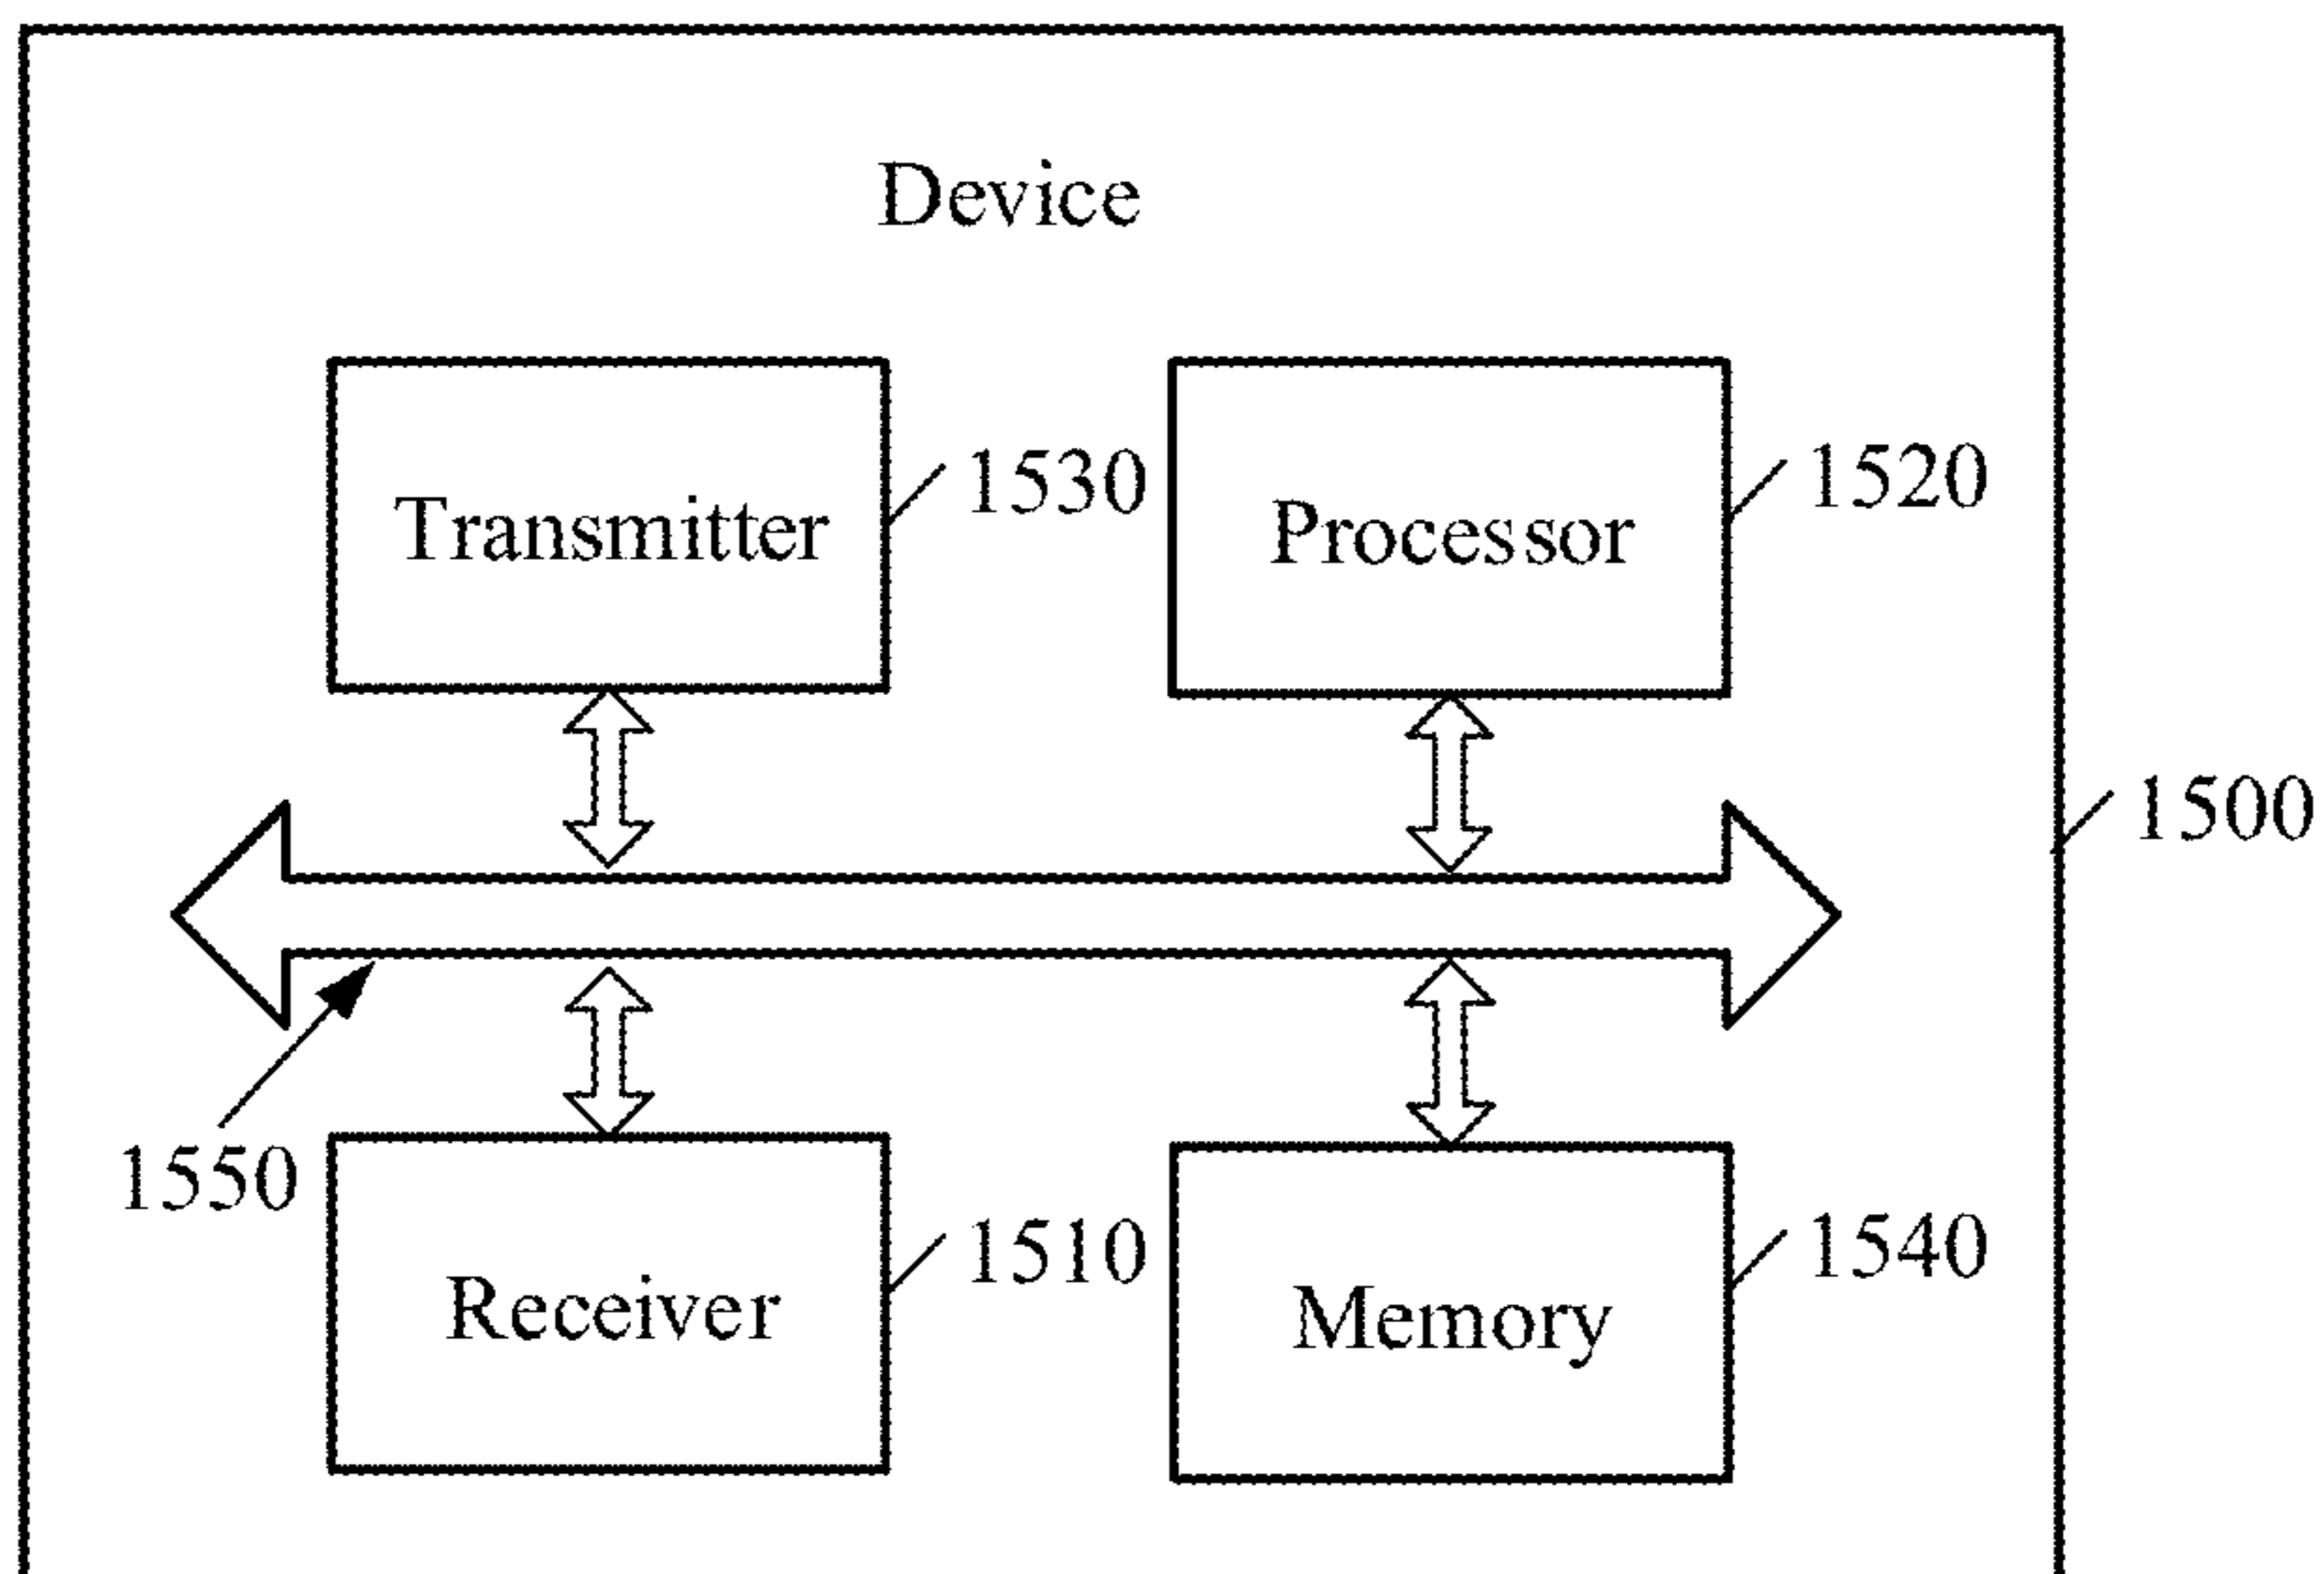 Device
1530
1520
Transmitter
Processor
1500
1550
1510
1540
Receiver
Memory